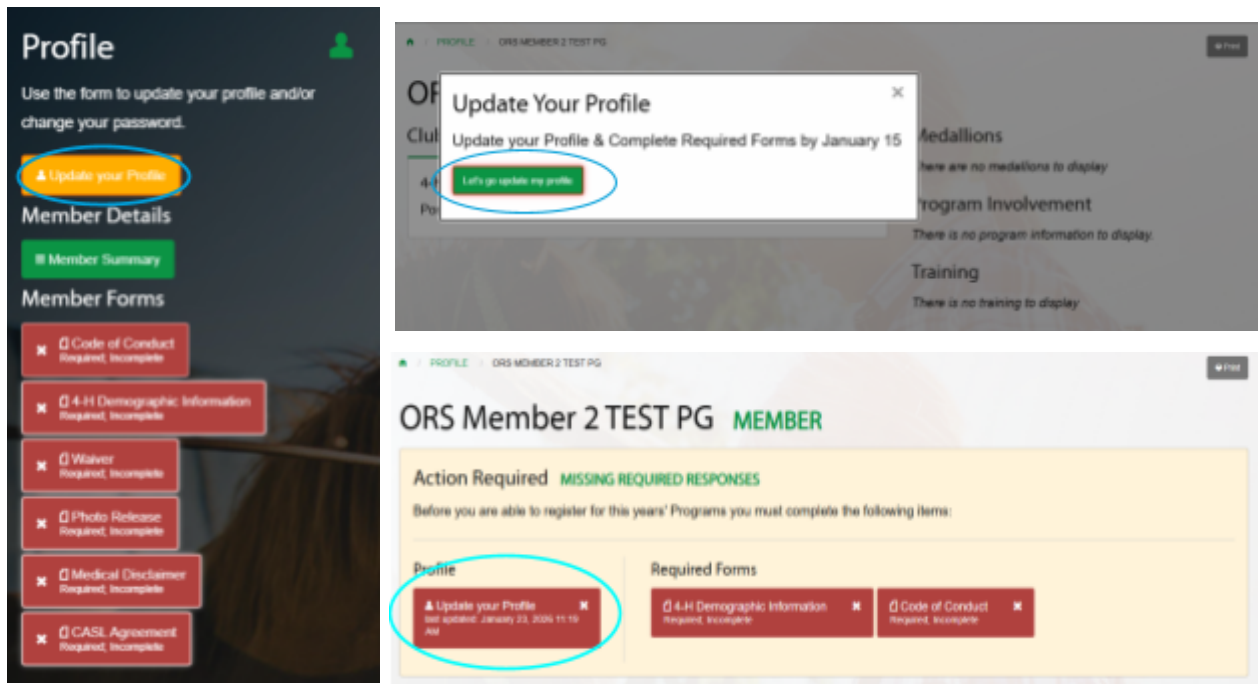 Profile
Use the form to update your profile and/or
change your password.
Update your Profile
Member Details
Member Summary
Member Forms
Code of Conduct
Required, Incomplete
4-H Demographic Information
Required, Incomplete
Waiver
Required, Incomplete
Photo Release
Required, Incomplete
Medical Disclaimer
Required, Incomplete
CASL Agreement
Required, Incomplete
PROFILE / ORS MEMBER 2 TEST PG
Print
Update Your Profile ×
Update your Profile & Complete Required Forms by January 15
Let's go update my profile
OR
Club
4-H
Po
Medallions
There are no medallions to display
Program Involvement
There is no program information to display.
Training
There is no training to display
PROFILE / ORS MEMBER 2 TEST PG
Print
ORS Member 2 TEST PG MEMBER
Action Required MISSING REQUIRED RESPONSES
Before you are able to register for this years' Programs you must complete the following items:
Profile
Update your Profile
last updated: January 23, 2026 11:19
AM
Required Forms
4-H Demographic Information
Required, Incomplete
Code of Conduct
Required, Incomplete